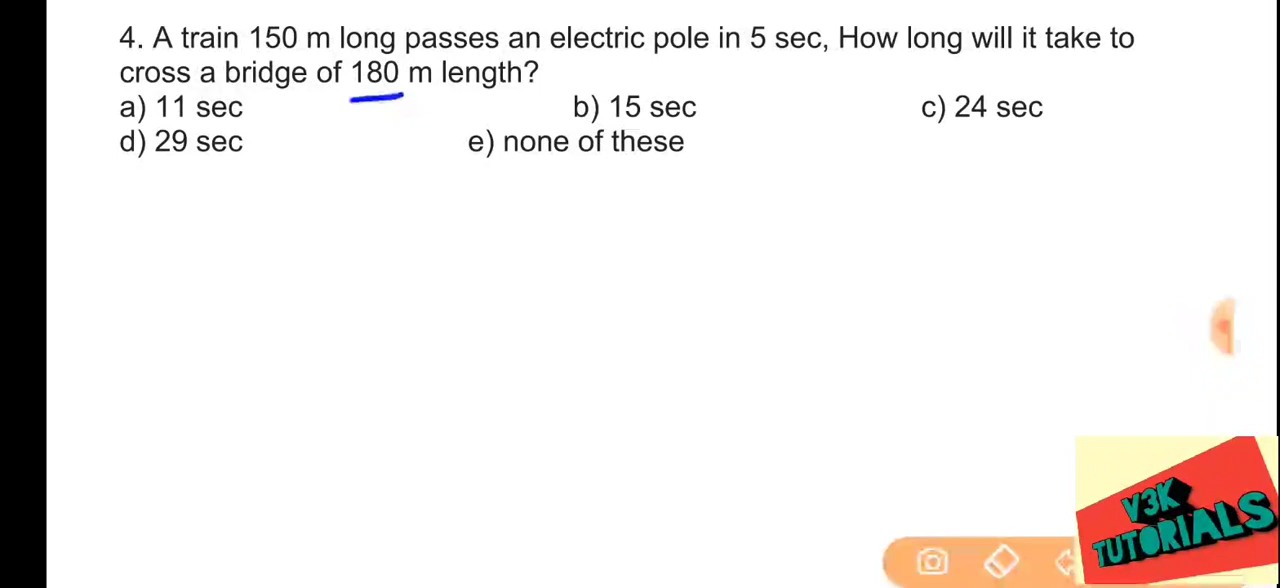 4. A train 150 m long passes an electric pole in 5 sec, How long will it take to
cross a bridge of 180 m length?
a) 11 sec b) 15 sec c) 24 sec
d) 29 sec e) none of these
V3K
TUTORIALS